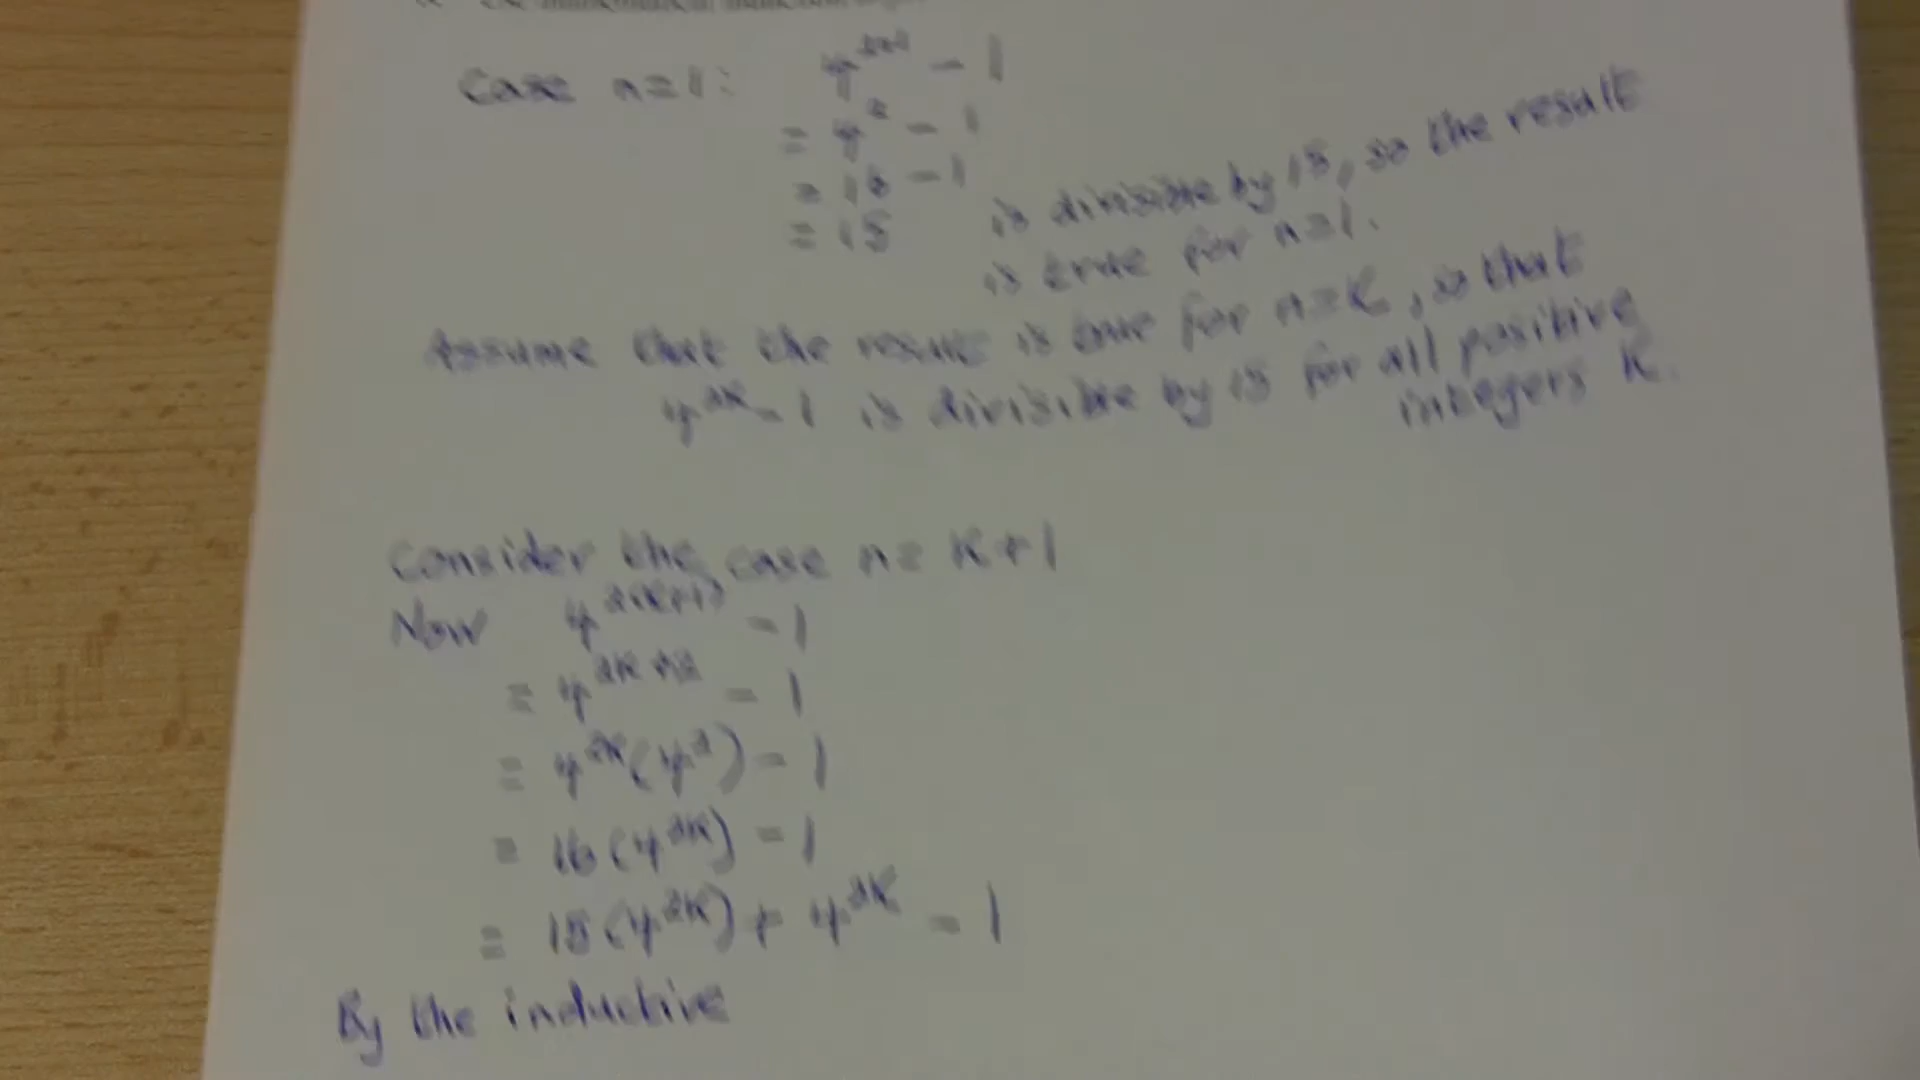 Case n=1: 4^2×1 - 1
= 4^2 - 1
= 16 - 1
= 15 is divisible by 15, so the result
is true for n=1.
Assume that the result is true for n=K, so that
4^2K - 1 is divisible by 15 for all positive
integers K.
Consider the case n= K+1
Now 4^2(K+1) - 1
= 4^2K+2 - 1
= 4^2K(4^2) - 1
= 16(4^2K) - 1
= 15(4^2K) + 4^2K - 1
By the inductive